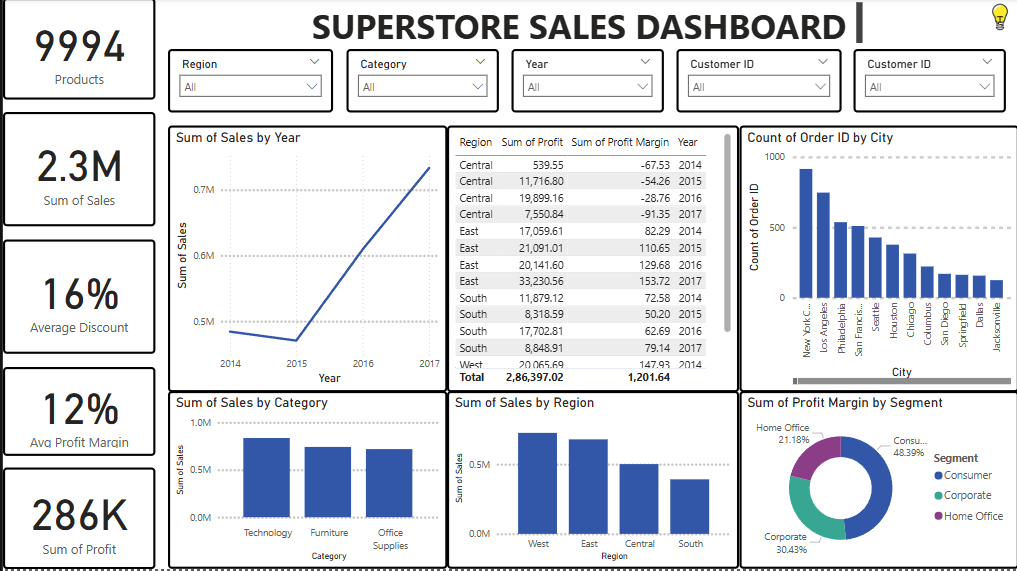 SUPERSTORE SALES DASHBOARD
9994
Products
2.3M
Sum of Sales
16%
Average Discount
12%
Avg Profit Margin
286K
Sum of Profit
Region
All
Category
All
Year
All
Customer ID
All
Customer ID
All
Sum of Sales by Year
Sum of Sales
0.7M
0.6M
0.5M
2014 2015 2016 2017
Year
Region Sum of Profit Sum of Profit Margin Year
Central 539.55 -67.53 2014
Central 11,716.80 -54.26 2015
Central 19,899.16 -28.76 2016
Central 7,550.84 -91.35 2017
East 17,059.61 82.29 2014
East 21,091.01 110.65 2015
East 20,141.60 129.68 2016
East 33,230.56 153.72 2017
South 11,879.12 72.58 2014
South 8,318.59 50.20 2015
South 17,702.81 62.69 2016
South 8,848.91 79.14 2017
West 20,065.69 147.93 2014
Total 2,86,397.02 1,201.64
Count of Order ID by City
Count of Order ID
1000
500
0
New York C...
Los Angeles
Philadelphia
San Francis...
Seattle
Houston
Chicago
Columbus
San Diego
Springfield
Dallas
Jacksonville
City
Sum of Sales by Category
Sum of Sales
1.0M
0.5M
0.0M
Technology
Furniture
Office
Supplies
Category
Sum of Sales by Region
Sum of Sales
0.5M
0.0M
West East Central South
Region
Sum of Profit Margin by Segment
Home Office
21.18%
Consu...
48.39%
Corporate
30.43%
Segment
Consumer
Corporate
Home Office